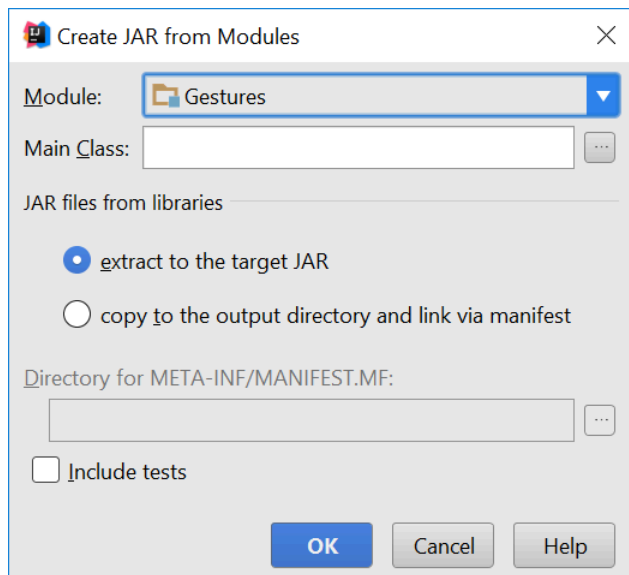 Create JAR from Modules
Module: Gestures
Main Class: ...
JAR files from libraries
extract to the target JAR
copy to the output directory and link via manifest
Directory for META-INF/MANIFEST.MF:
...
Include tests
OK Cancel Help